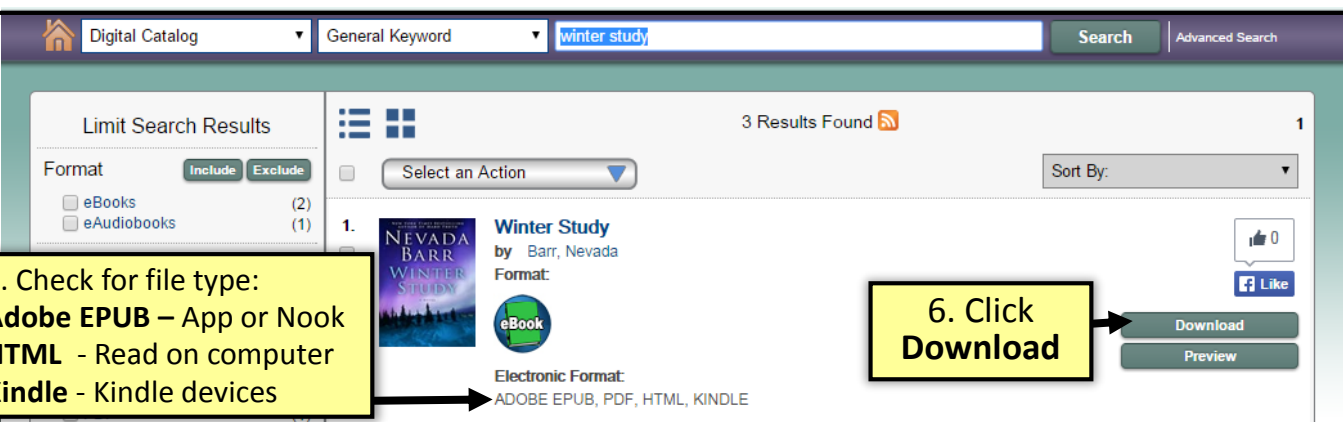 Digital Catalog General Keyword winter study Search Advanced Search
Limit Search Results
3 Results Found 1
Format Include Exclude
Select an Action Sort By:
eBooks (2)
eAudiobooks (1)
1. Winter Study
by Barr, Nevada
Format:
NEVADA
BARR
WINTER
STUDY
eBook
0
Like
. Check for file type:
Adobe EPUB – App or Nook
HTML - Read on computer
Kindle - Kindle devices
6. Click
Download
Download
Preview
Electronic Format:
ADOBE EPUB, PDF, HTML, KINDLE